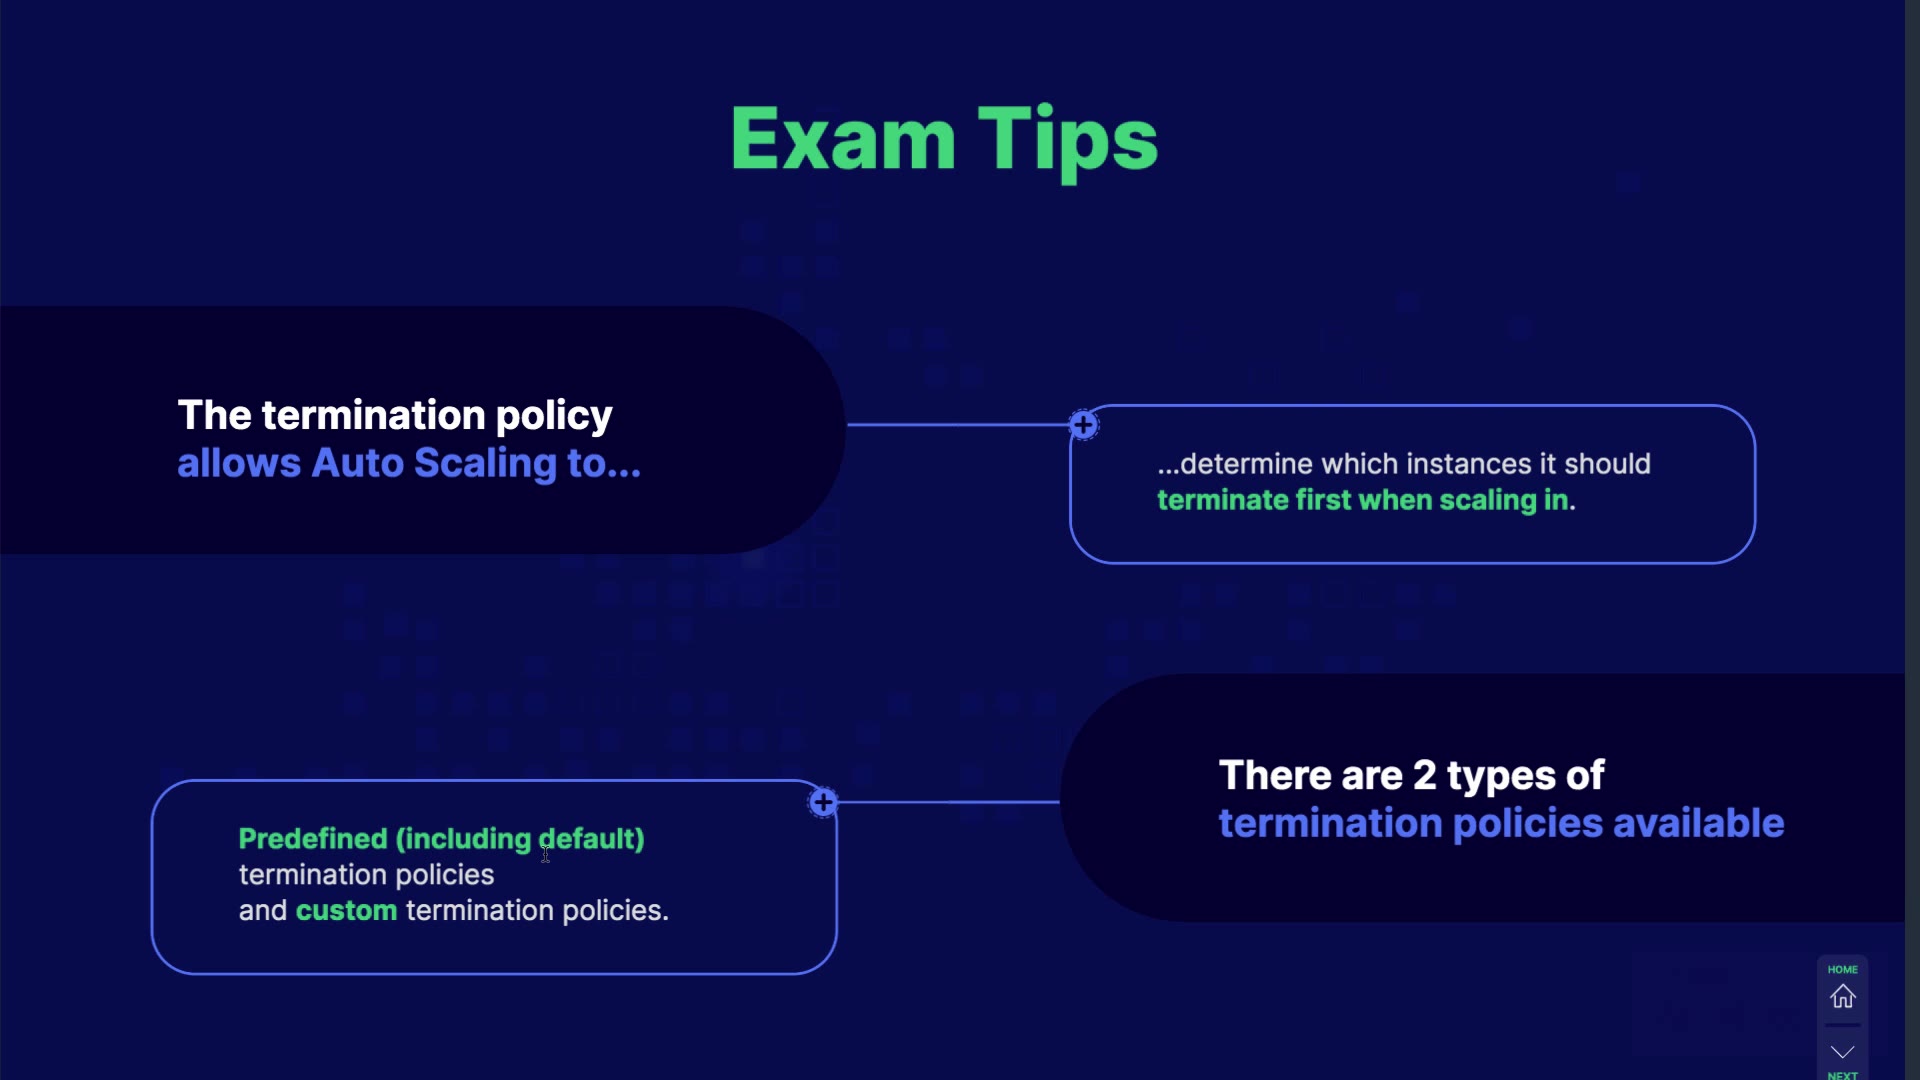 Exam Tips
The termination policy
allows Auto Scaling to...
...determine which instances it should
terminate first when scaling in.
There are 2 types of
termination policies available
Predefined (including default)
termination policies
and custom termination policies.
HOME
NEXT